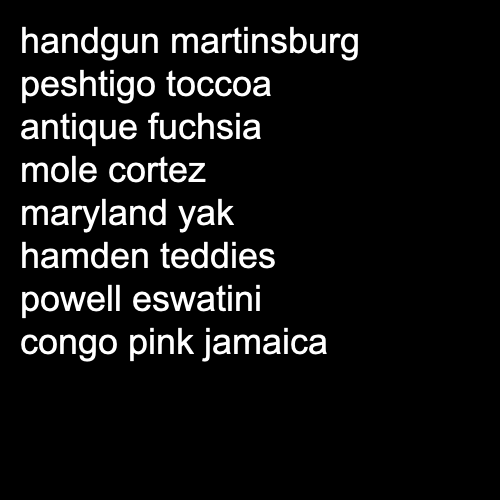 handgun martinsburg
peshtigo toccoa
antique fuchsia
mole cortez
maryland yak
hamden teddies
powell eswatini
congo pink jamaica